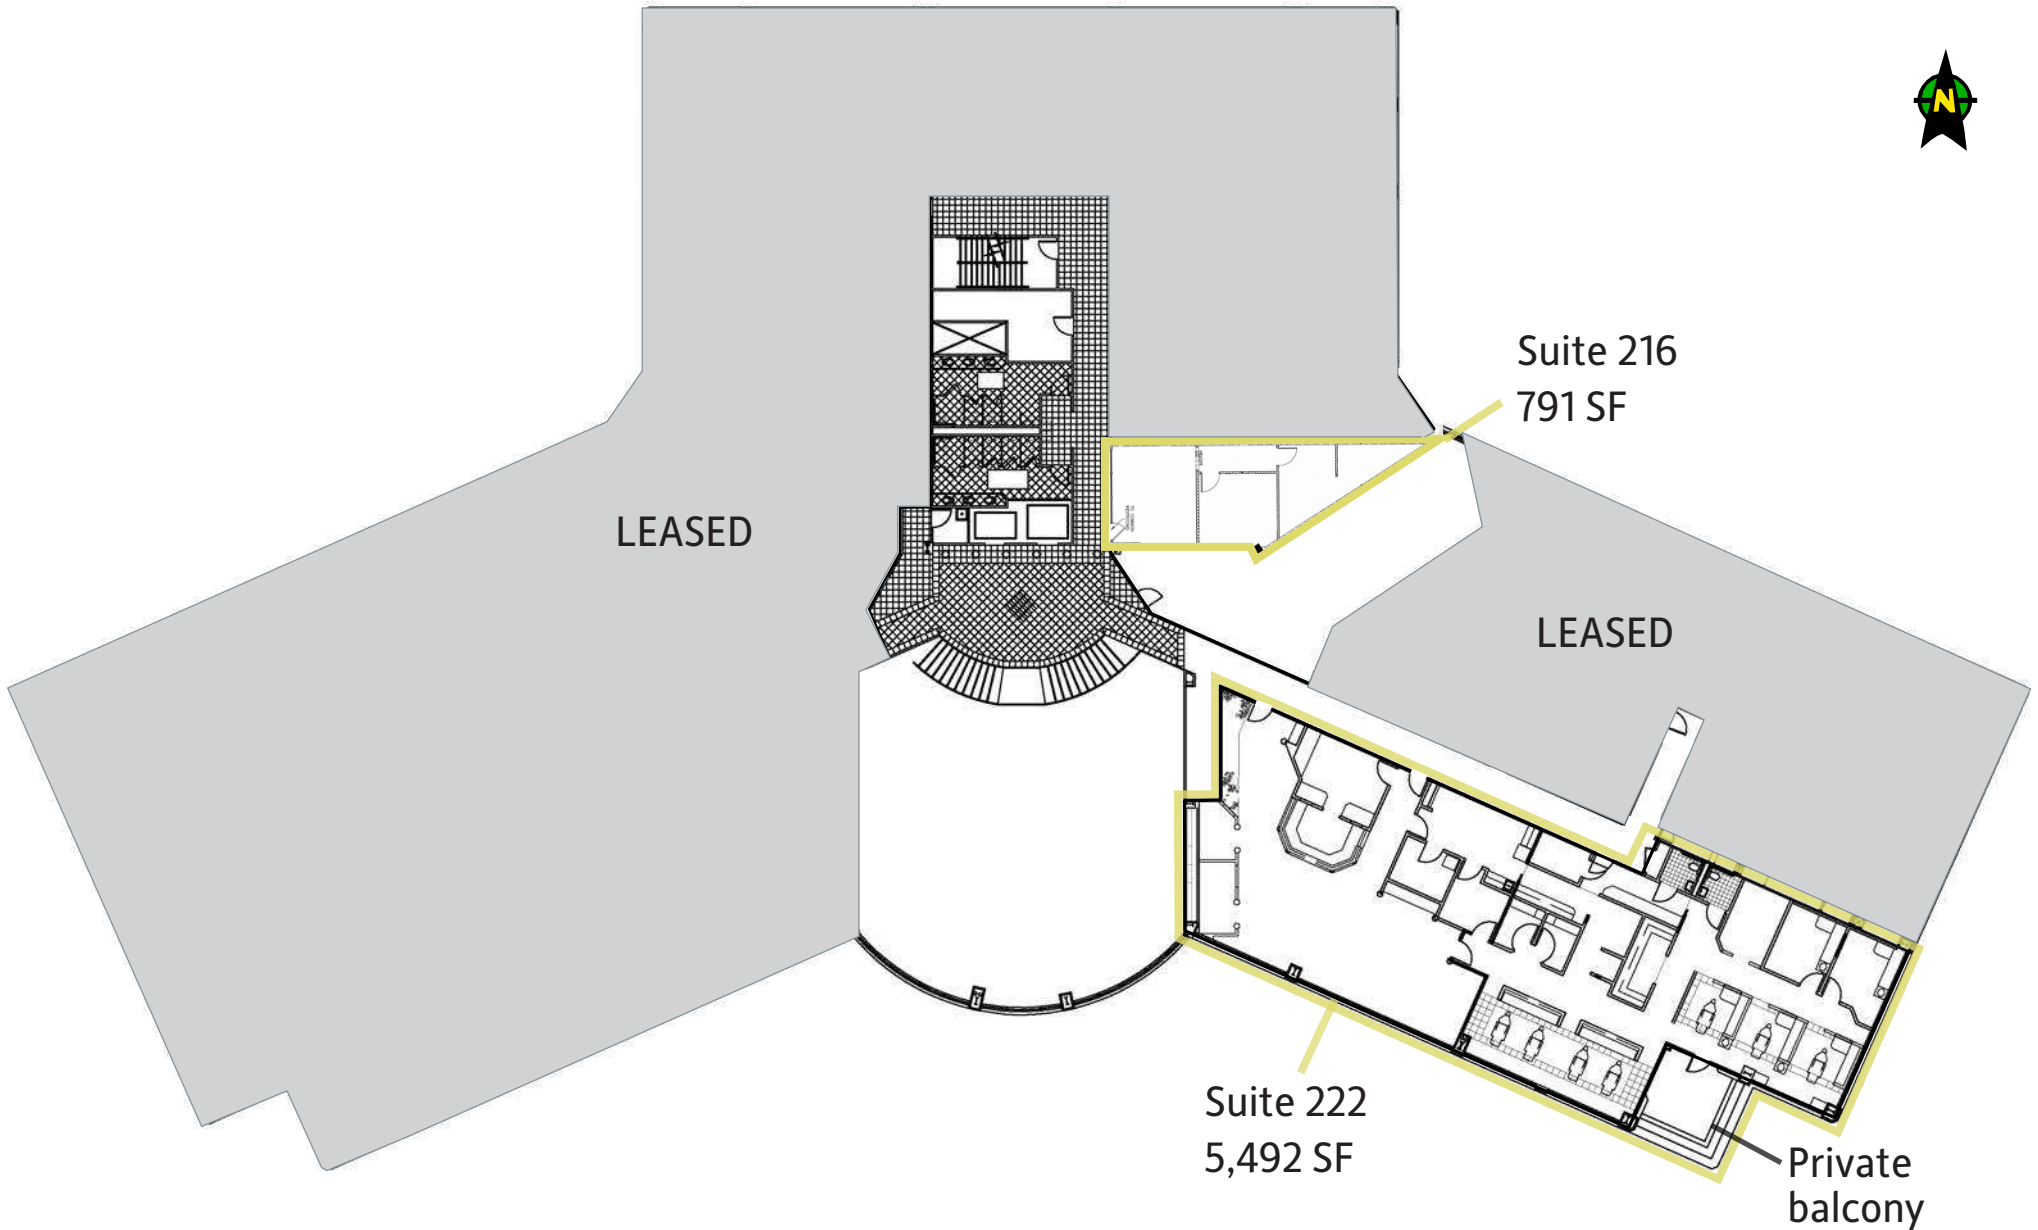 N
Suite 216
791 SF
LEASED
LEASED
Suite 222
5,492 SF
Private
balcony